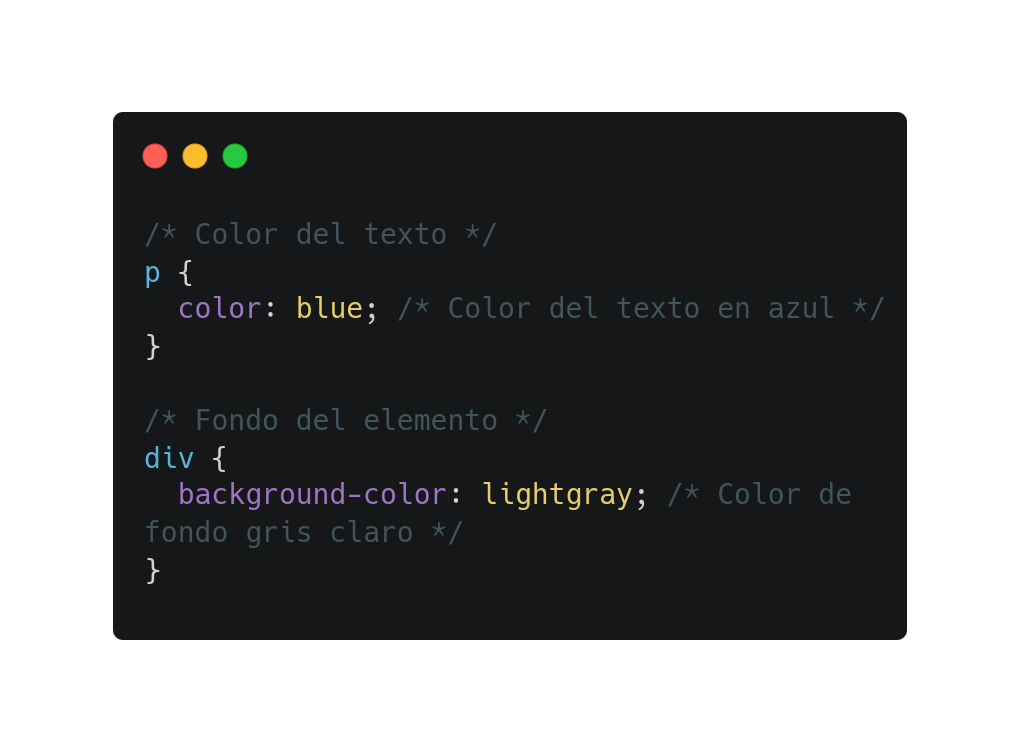 /* Color del texto */
p {
  color: blue; /* Color del texto en azul */
}

/* Fondo del elemento */
div {
  background-color: lightgray; /* Color de
fondo gris claro */
}